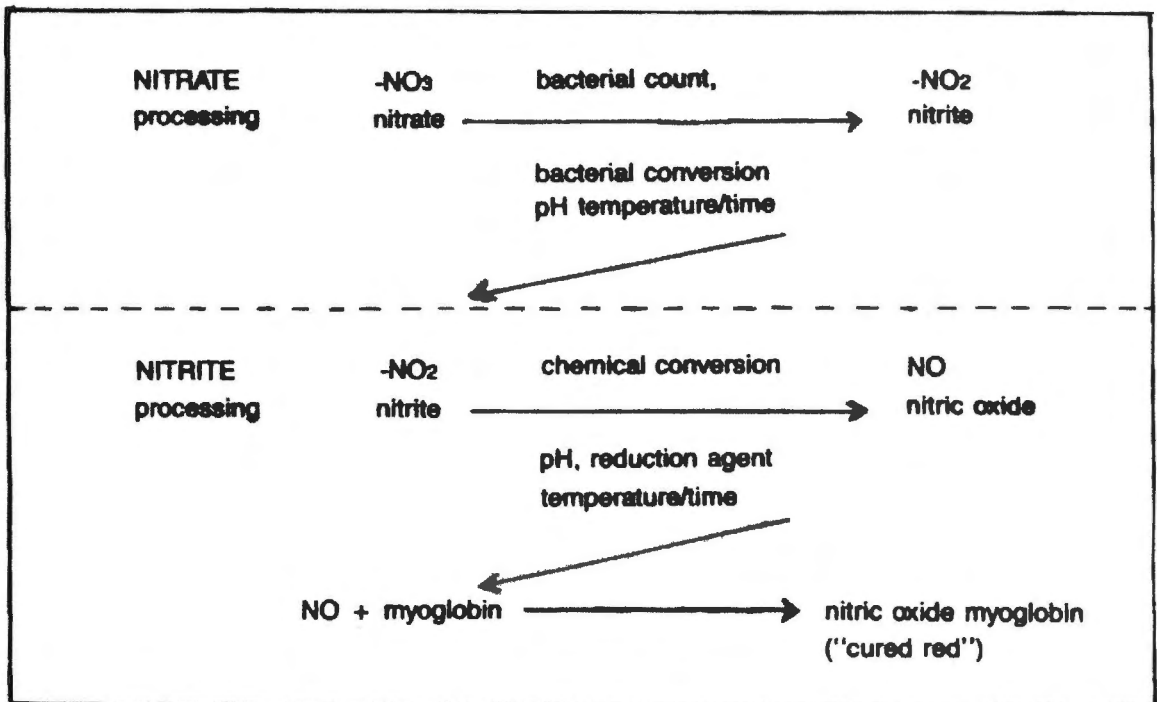 NITRATE -NO3 bacterial count, -NO2
processing nitrate nitrite
bacterial conversion
pH temperature/time
NITRITE -NO2 chemical conversion NO
processing nitrite nitric oxide
pH, reduction agent
temperature/time
NO + myoglobin nitric oxide myoglobin
("cured red")